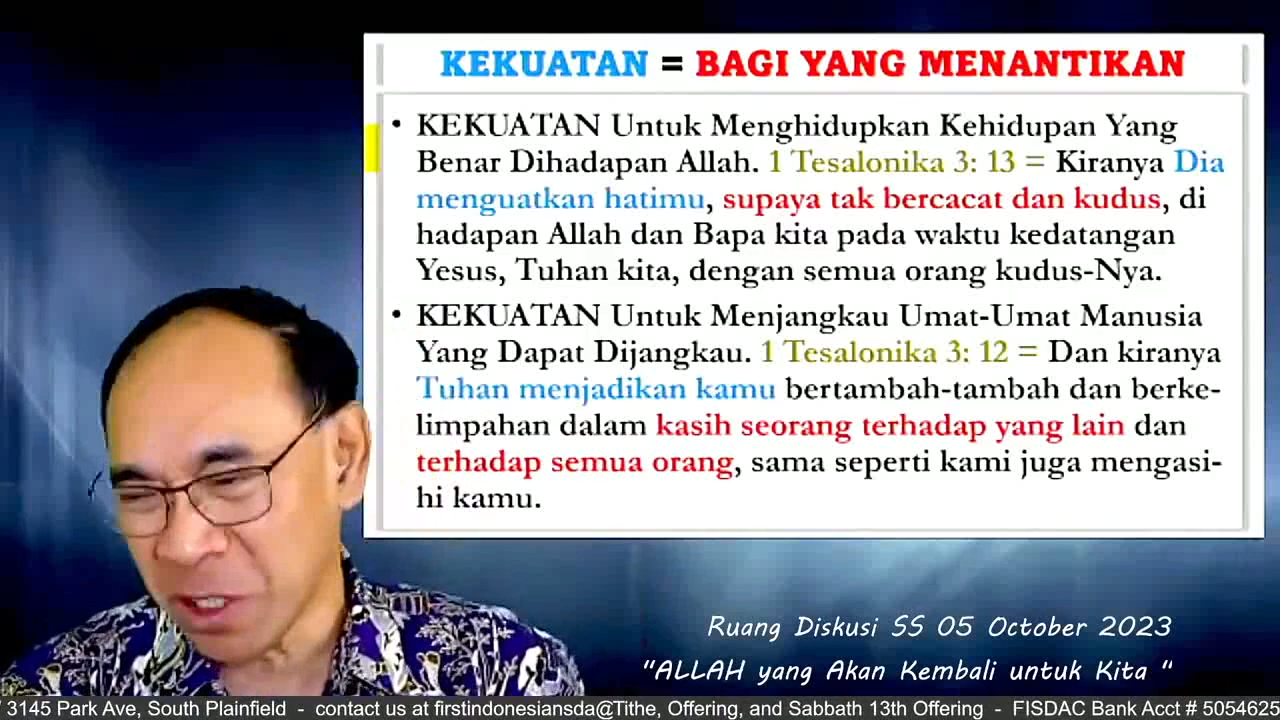 KEKUATAN = BAGI YANG MENANTIKAN
• KEKUATAN Untuk Menghidupkan Kehidupan Yang
Benar Dihadapan Allah. 1 Tesalonika 3: 13 = Kiranya Dia
menguatkan hatimu, supaya tak bercacat dan kudus, di
hadapan Allah dan Bapa kita pada waktu kedatangan
Yesus, Tuhan kita, dengan semua orang kudus-Nya.
• KEKUATAN Untuk Menjangkau Umat-Umat Manusia
Yang Dapat Dijangkau. 1 Tesalonika 3: 12 = Dan kiranya
Tuhan menjadikan kamu bertambah-tambah dan berke-
limpahan dalam kasih seorang terhadap yang lain dan
terhadap semua orang, sama seperti kami juga mengasi-
hi kamu.
Ruang Diskusi SS 05 October 2023
"ALLAH yang Akan Kembali untuk Kita "
/ 3145 Park Ave, South Plainfield - contact us at firstindonesiansda@Tithe, Offering, and Sabbath 13th Offering - FISDAC Bank Acct # 5054625